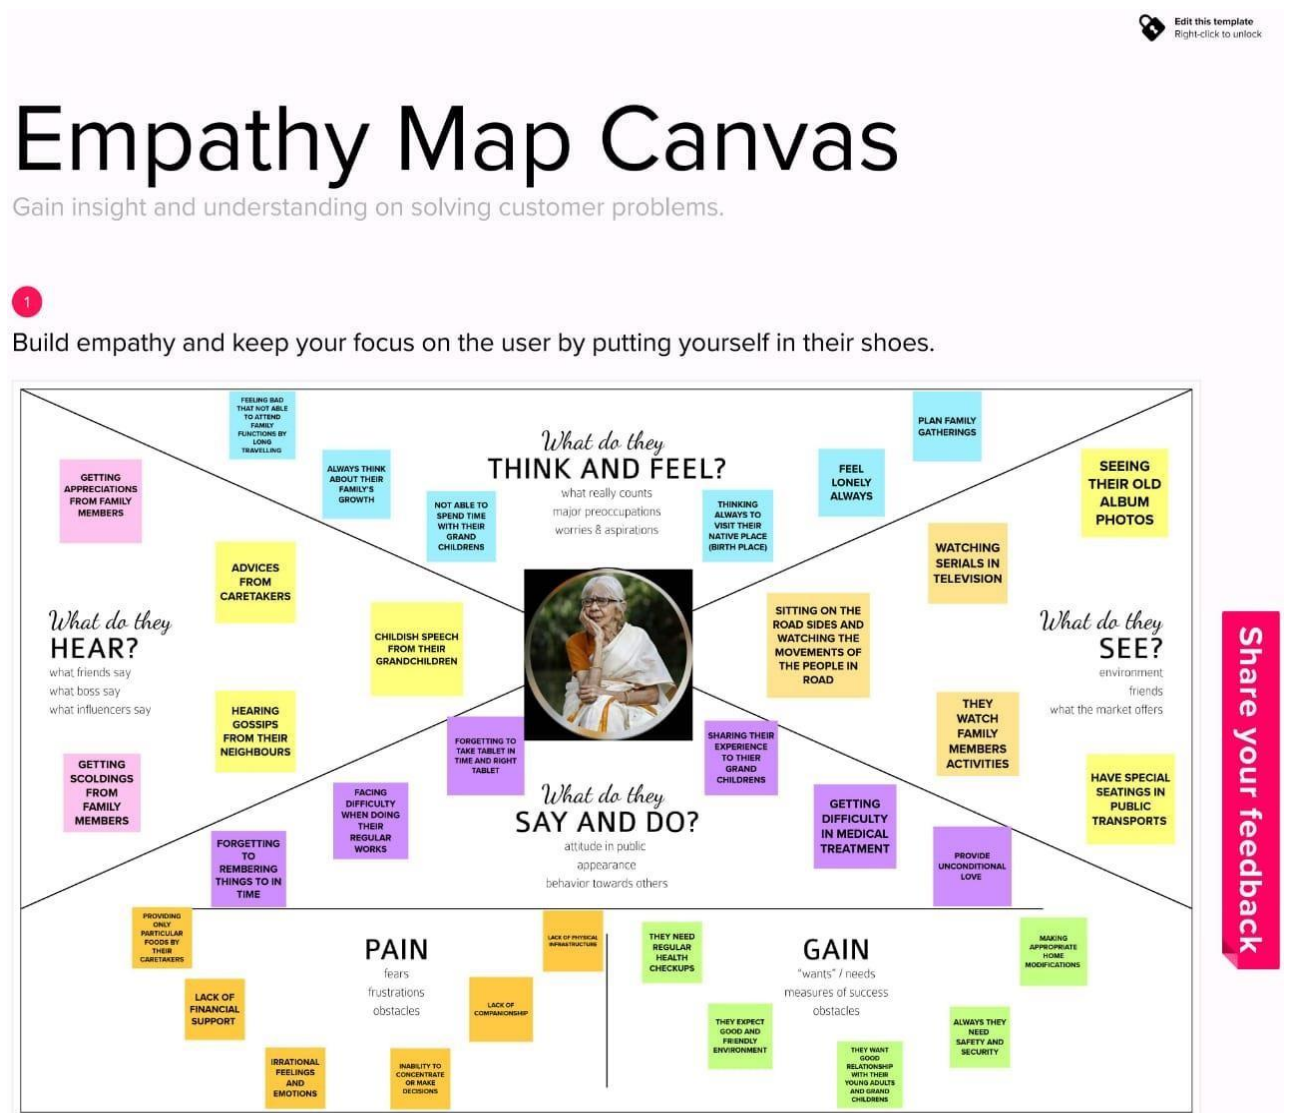 Edit this template
Right-click to unlock
Empathy Map Canvas
Gain insight and understanding on solving customer problems.
1
Build empathy and keep your focus on the user by putting yourself in their shoes.
FEELING BAD
THAT NOT ABLE
TO ATTEND
FAMILY
FUNCTIONS BY
LONG
TRAVELLING
ALWAYS THINK
ABOUT THEIR
FAMILY'S
GROWTH
NOT ABLE TO
SPEND TIME
WITH THEIR
GRAND
CHILDRENS
What do they
THINK AND FEEL?
what really counts
major preoccupations
worries & aspirations
THINKING
ALWAYS TO
VISIT THEIR
NATIVE PLACE
(BIRTH PLACE)
FEEL
LONELY
ALWAYS
PLAN FAMILY
GATHERINGS
GETTING
APPRECIATIONS
FROM FAMILY
MEMBERS
ADVICES
FROM
CARETAKERS
CHILDISH SPEECH
FROM THEIR
GRANDCHILDREN
What do they
HEAR?
what friends say
what boss say
what influencers say
HEARING
GOSSIPS
FROM THEIR
NEIGHBOURS
GETTING
SCOLDINGS
FROM
FAMILY
MEMBERS
SEEING
THEIR OLD
ALBUM
PHOTOS
WATCHING
SERIALS IN
TELEVISION
SITTING ON THE
ROAD SIDES AND
WATCHING THE
MOVEMENTS OF
THE PEOPLE IN
ROAD
What do they
SEE?
environment
friends
what the market offers
THEY
WATCH
FAMILY
MEMBERS
ACTIVITIES
HAVE SPECIAL
SEATINGS IN
PUBLIC
TRANSPORTS
FORGETTING TO
TAKE TABLET IN
TIME AND RIGHT
TABLET
FACING
DIFFICULTY
WHEN DOING
THEIR
REGULAR
WORKS
FORGETTING
TO
REMBERING
THINGS TO IN
TIME
What do they
SAY AND DO?
attitude in public
appearance
behavior towards others
SHARING THEIR
EXPERIENCE
TO THIER
GRAND
CHILDRENS
GETTING
DIFFICULTY
IN MEDICAL
TREATMENT
PROVIDE
UNCONDITIONAL
LOVE
PROVIDING
ONLY
PARTICULAR
FOODS BY
THEIR
CARETAKERS
LACK OF
FINANCIAL
SUPPORT
IRRATIONAL
FEELINGS
AND
EMOTIONS
PAIN
fears
frustrations
obstacles
INABILITY TO
CONCENTRATE
OR MAKE
DECISIONS
LACK OF
COMPANIONSHIP
LACK OF PHYSICAL
INFRASTRUCTURE
THEY NEED
REGULAR
HEALTH
CHECKUPS
THEY EXPECT
GOOD AND
FRIENDLY
ENVIRONMENT
GAIN
"wants" / needs
measures of success
obstacles
THEY WANT
GOOD
RELATIONSHIP
WITH THEIR
YOUNG ADULTS
AND GRAND
CHILDRENS
ALWAYS THEY
NEED
SAFETY AND
SECURITY
MAKING
APPROPRIATE
HOME
MODIFICATIONS
Share your feedback